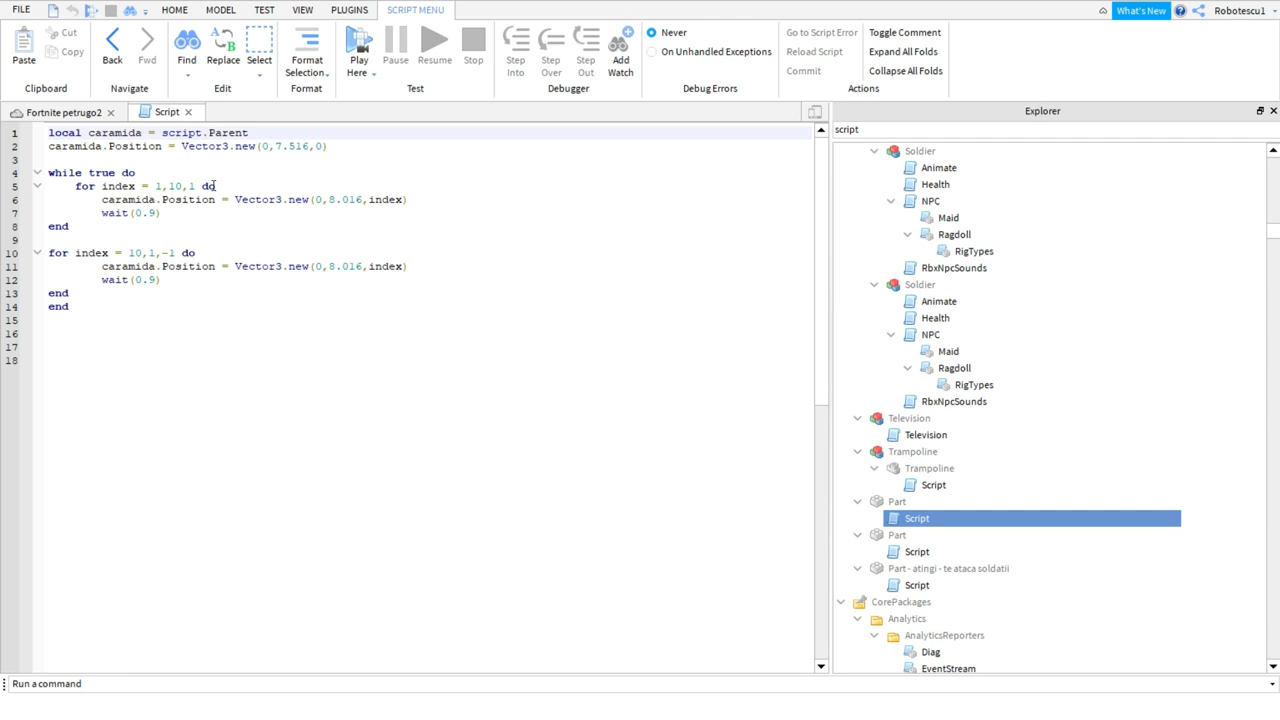 FILE HOME MODEL TEST VIEW PLUGINS SCRIPT MENU What's New Robotescu1
Paste Cut Copy Back Fwd Find Replace Select Format Selection Play Here Pause Resume Stop Step Into Step Over Step Out Add Watch Never On Unhandled Exceptions Go to Script Error Reload Script Commit Toggle Comment Expand All Folds Collapse All Folds
Clipboard Navigate Edit Format Test Debugger Debug Errors Actions
Fortnite petrugo2 Script
1 local caramida = script.Parent
2 caramida.Position = Vector3.new(0,7.516,0)
3
4 while true do
5 for index = 1,10,1 do
6 caramida.Position = Vector3.new(0,8.016,index)
7 wait(0.9)
8 end
9
10 for index = 10,1,-1 do
11 caramida.Position = Vector3.new(0,8.016,index)
12 wait(0.9)
13 end
14 end
15
16
17
18
Explorer
script
Soldier
Animate
Health
NPC
Maid
Ragdoll
RigTypes
RbxNpcSounds
Soldier
Animate
Health
NPC
Maid
Ragdoll
RigTypes
RbxNpcSounds
Television
Television
Trampoline
Trampoline
Script
Part
Script
Part
Script
Part - atingi - te ataca soldatii
Script
CorePackages
Analytics
AnalyticsReporters
Diag
EventStream
Run a command